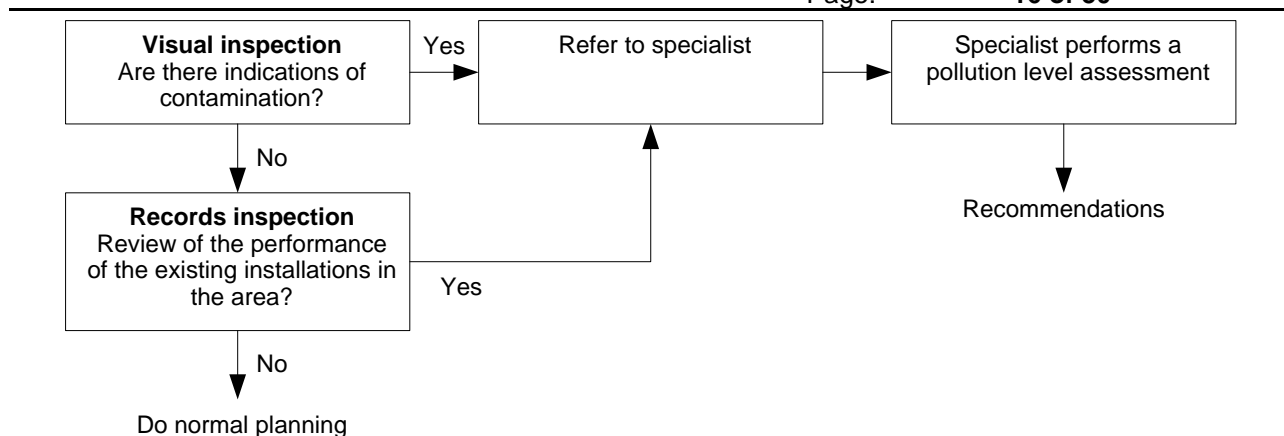 Visual inspection
Are there indications of
contamination?
Yes
Refer to specialist
Specialist performs a
pollution level assessment
No
Records inspection
Review of the performance
of the existing installations in
the area?
Yes
Recommendations
No
Do normal planning